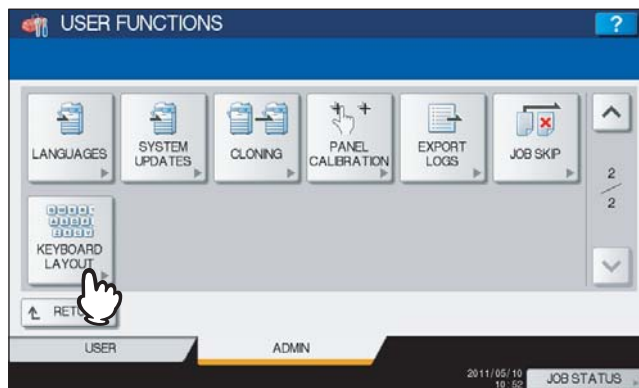 USER FUNCTIONS
?
LANGUAGES
SYSTEM
UPDATES
CLONING
PANEL
CALIBRATION
EXPORT
LOGS
JOB SKIP
2
2
KEYBOARD
LAYOUT
USER
ADMIN
2011/05/10
10:52
JOB STATUS